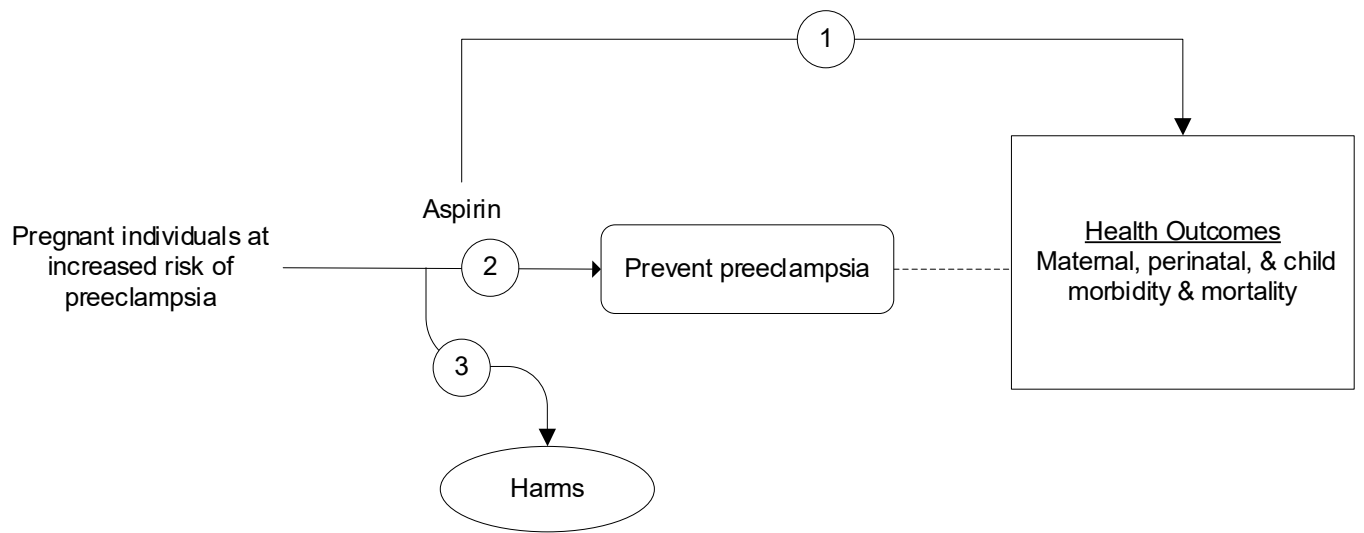 1
Aspirin
Pregnant individuals at
increased risk of
preeclampsia
2
Prevent preeclampsia
Health Outcomes
Maternal, perinatal, & child
morbidity & mortality
3
Harms